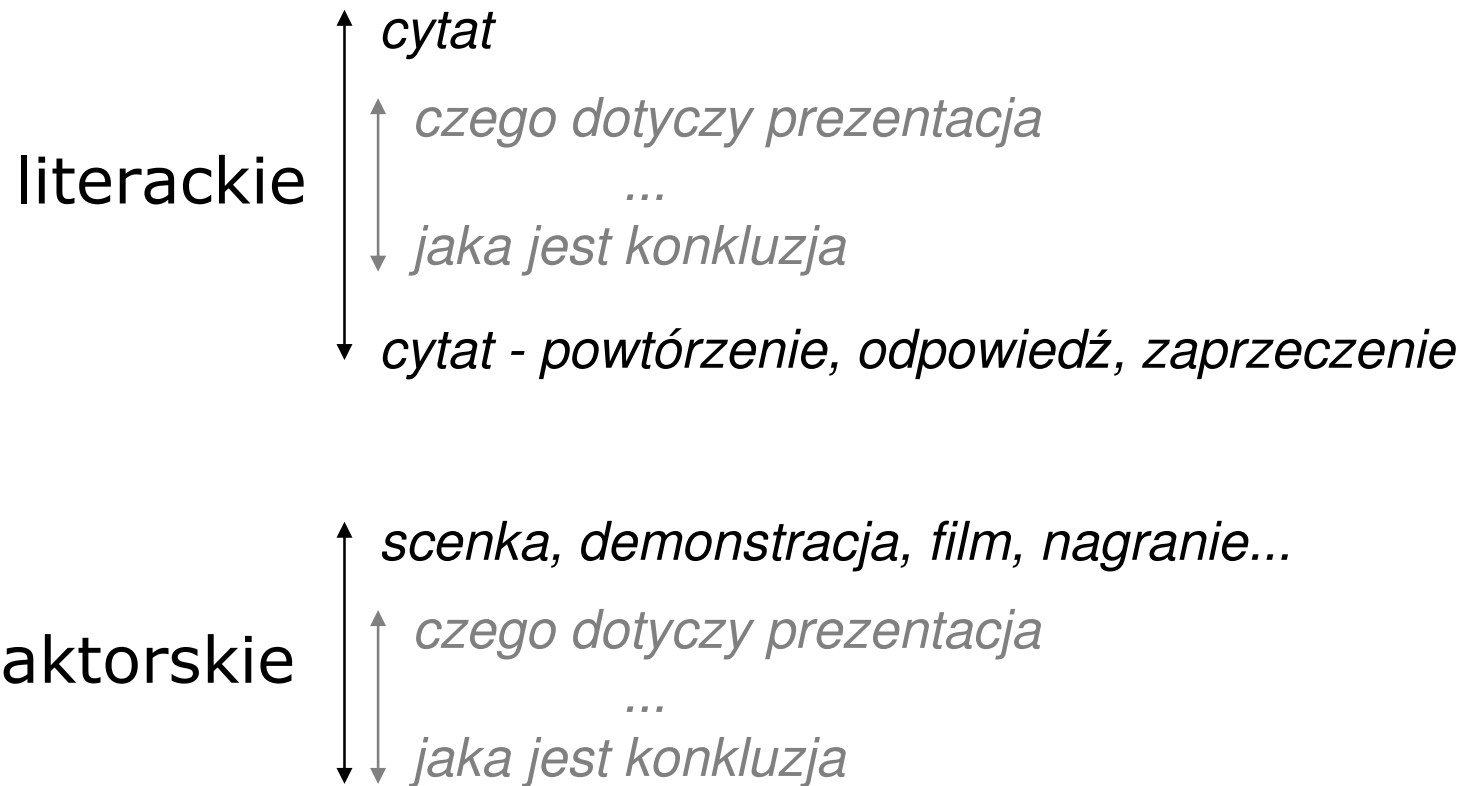 cytat
czego dotyczy prezentacja
literackie
...
jaka jest konkluzja
cytat - powtórzenie, odpowiedź, zaprzeczenie
scenka, demonstracja, film, nagranie...
czego dotyczy prezentacja
aktorskie
...
jaka jest konkluzja